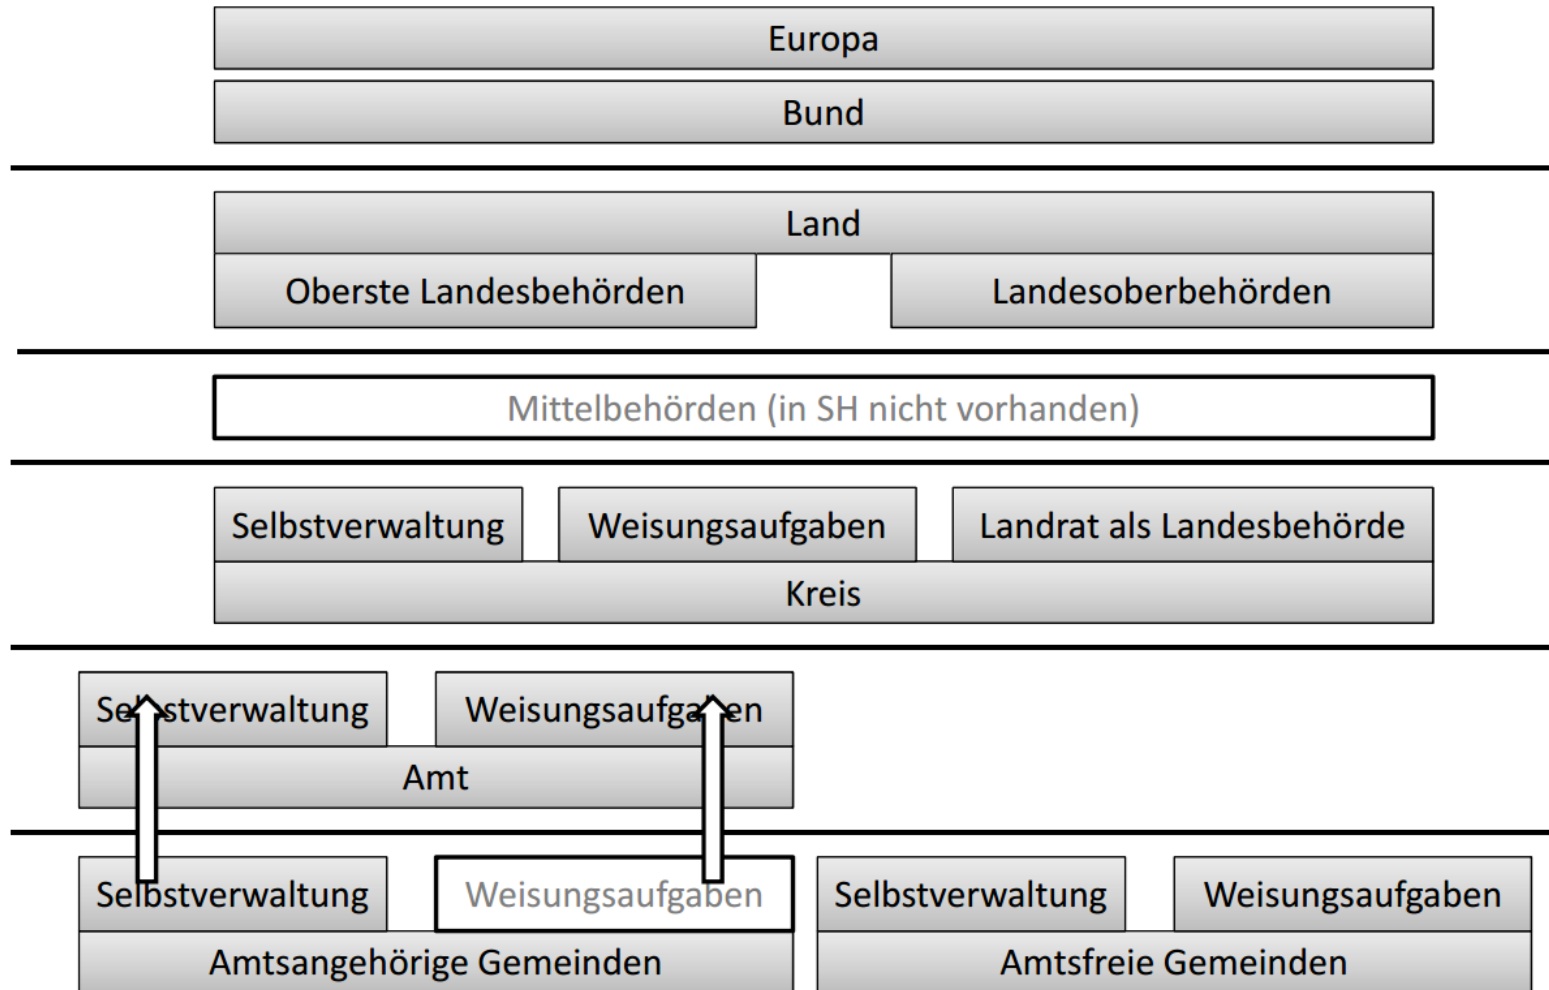 Europa
Bund
Land
Oberste Landesbehörden
Landesoberbehörden
Mittelbehörden (in SH nicht vorhanden)
Selbstverwaltung
Weisungsaufgaben
Landrat als Landesbehörde
Kreis
Selbstverwaltung
Weisungsaufgaben
Amt
Selbstverwaltung
Weisungsaufgaben
Selbstverwaltung
Weisungsaufgaben
Amtsangehörige Gemeinden
Amtsfreie Gemeinden